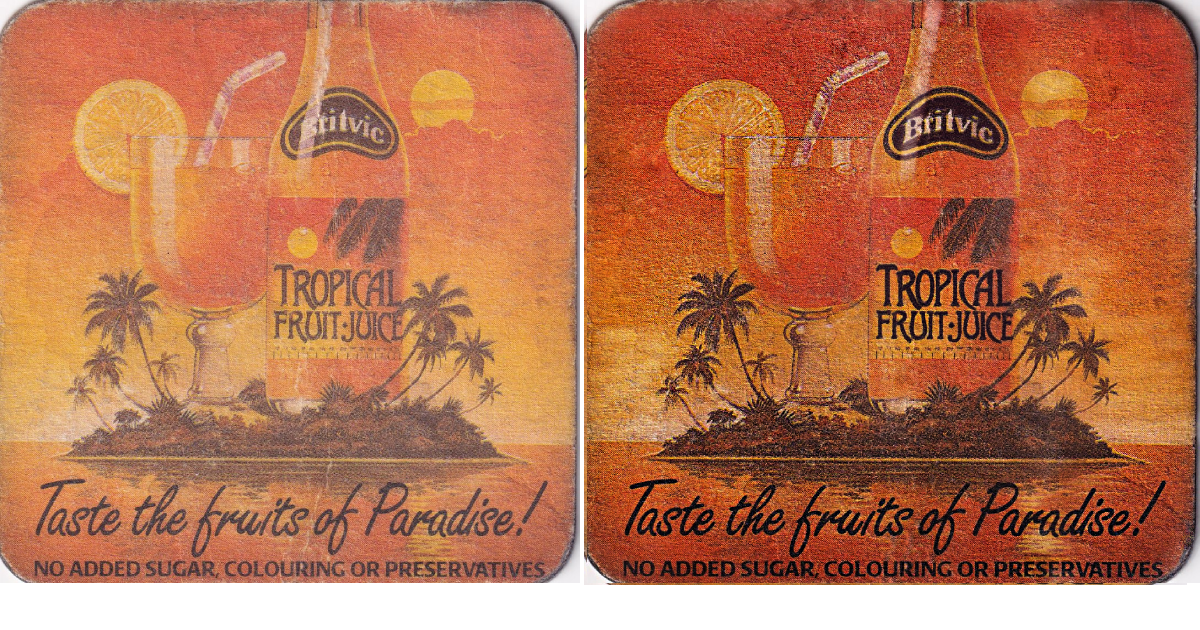 Britvic
TROPICAL
FRUIT·JUICE
Taste the fruits of Paradise!
NO ADDED SUGAR, COLOURING OR PRESERVATIVES
Britvic
TROPICAL
FRUIT·JUICE
Taste the fruits of Paradise!
NO ADDED SUGAR, COLOURING OR PRESERVATIVES